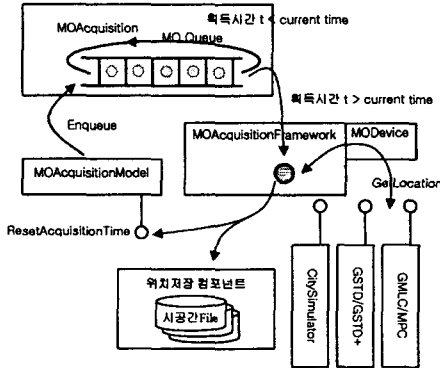 획득시간 t < current time
MOAcquisition
MO Queue
획득시간 t > current time
Enqueue
MOAcquisitionFramework
MODevice
MOAcquisitionModel
GetLocation
ResetAcquisitionTime
위치저장 컴포넌트
시공간File
CitySimulator
GSTD/GSTD+
GMLC/MPC